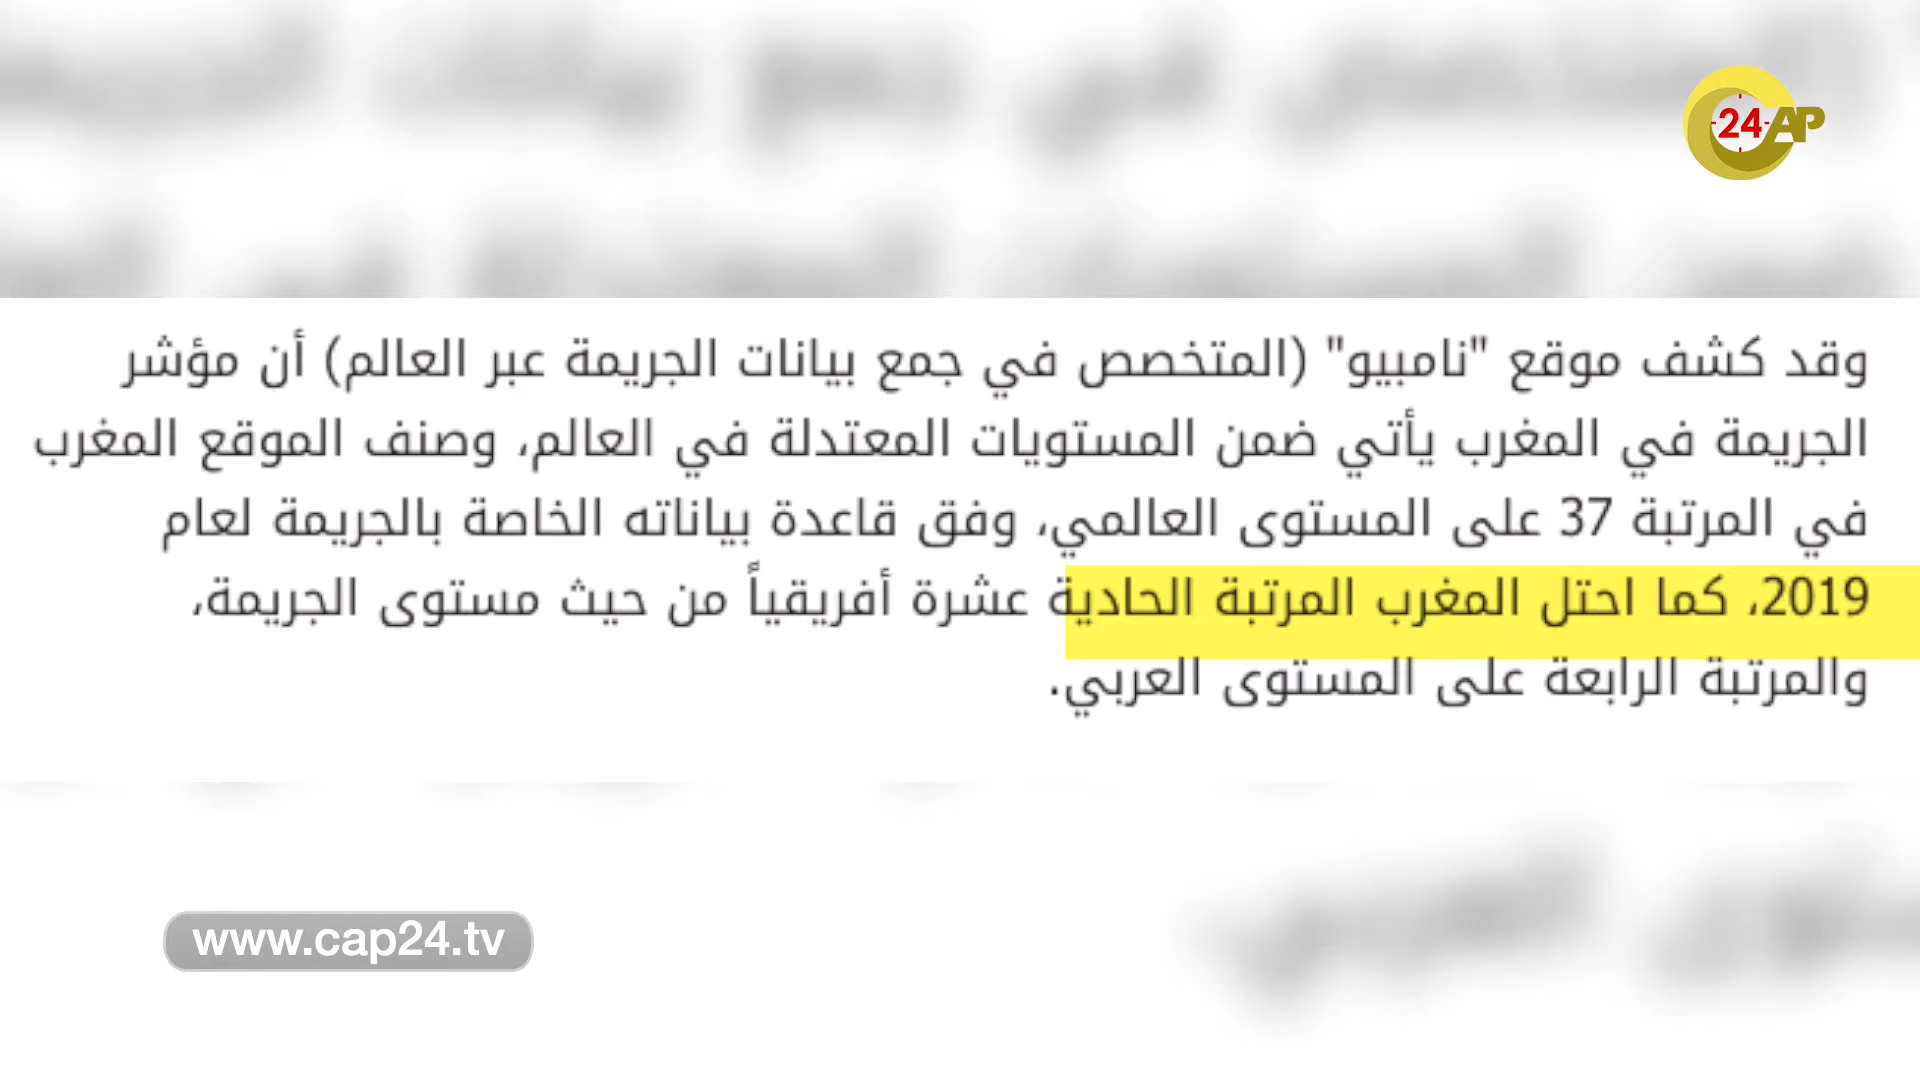 24
CAP
وقد كشف موقع "نامبيو" (المتخصص في جمع بيانات الجريمة عبر العالم) أن مؤشر
الجريمة في المغرب يأتي ضمن المستويات المعتدلة في العالم، وصنف الموقع المغرب
في المرتبة 37 على المستوى العالمي، وفق قاعدة بياناته الخاصة بالجريمة لعام
2019، كما احتل المغرب المرتبة الحادية عشرة أفريقياً من حيث مستوى الجريمة،
والمرتبة الرابعة على المستوى العربي.
www.cap24.tv